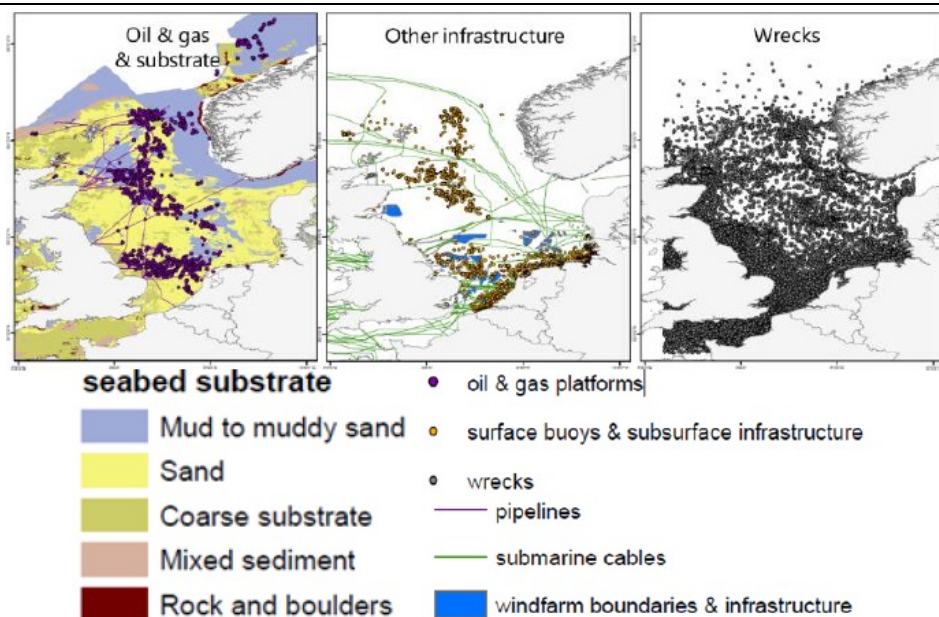 Oil & gas
& substrate
Other infrastructure
Wrecks
seabed substrate
Mud to muddy sand
Sand
Coarse substrate
Mixed sediment
Rock and boulders
oil & gas platforms
surface buoys & subsurface infrastructure
wrecks
pipelines
submarine cables
windfarm boundaries & infrastructure